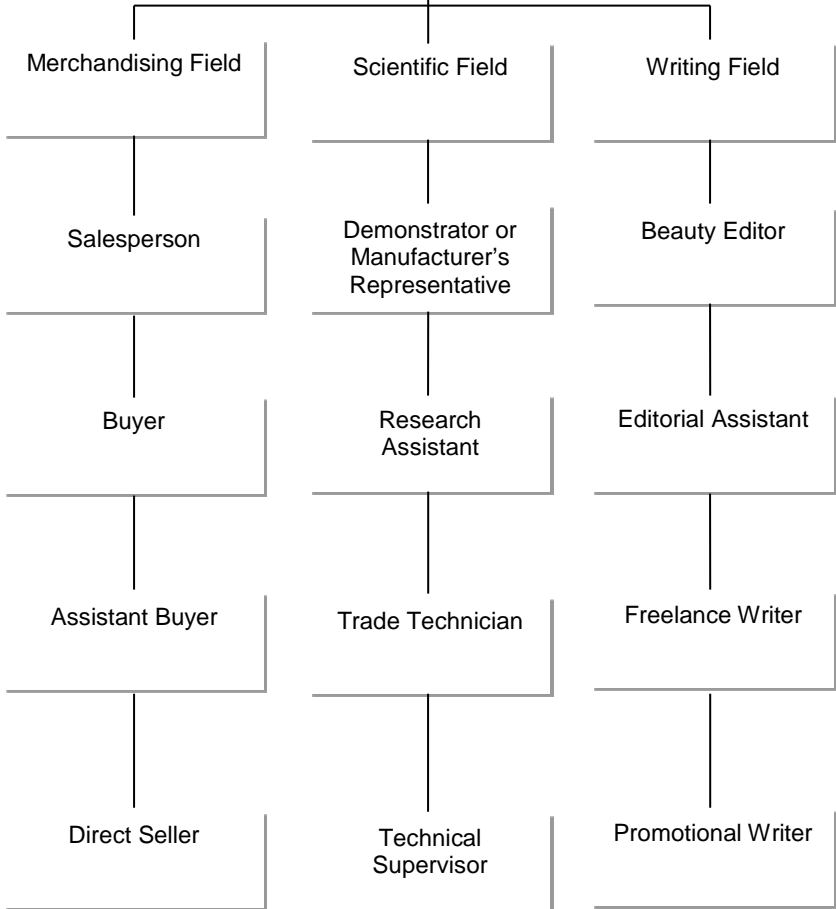 Merchandising Field
Scientific Field
Writing Field
Salesperson
Demonstrator or
Manufacturer’s
Representative
Beauty Editor
Buyer
Research
Assistant
Editorial Assistant
Assistant Buyer
Trade Technician
Freelance Writer
Direct Seller
Technical
Supervisor
Promotional Writer